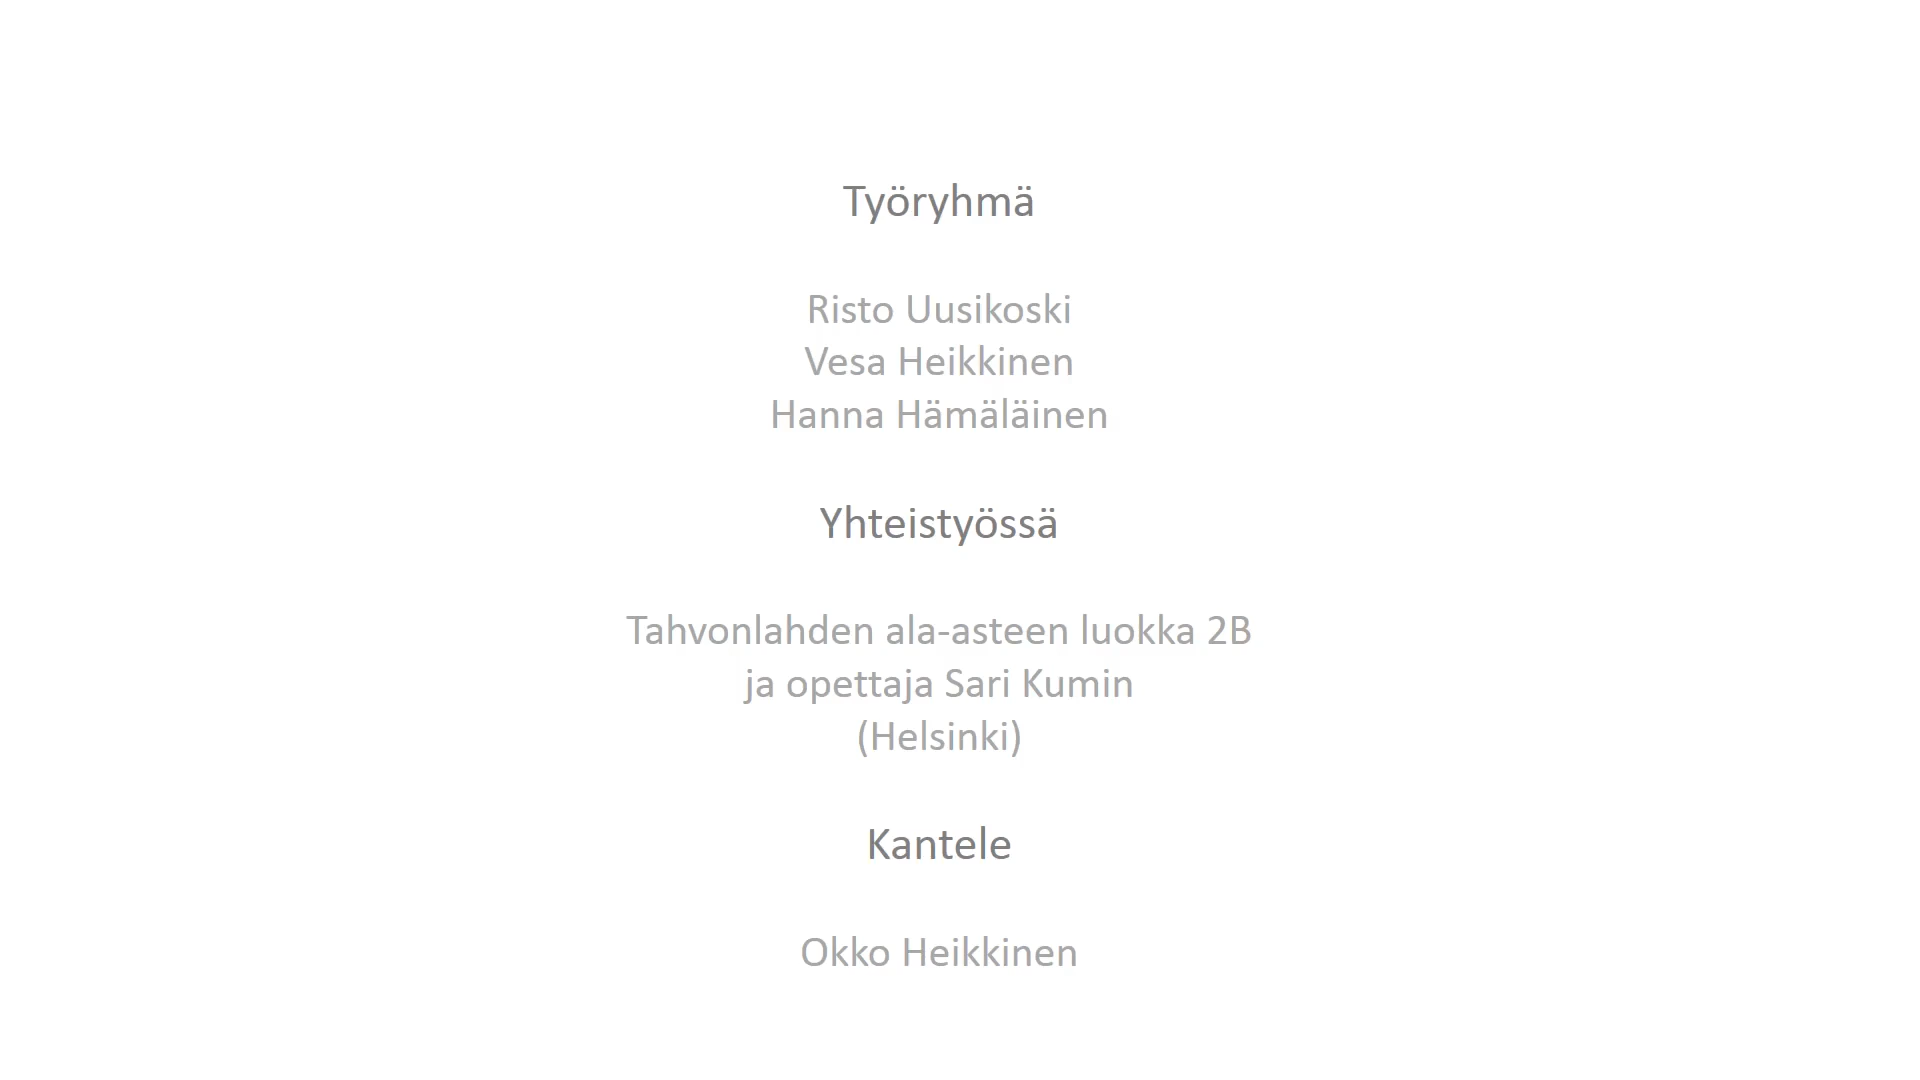 Työryhmä
Risto Uusikoski
Vesa Heikkinen
Hanna Hämäläinen
Yhteistyössä
Tahvonlahden ala-asteen luokka 2B
ja opettaja Sari Kumin
(Helsinki)
Kantele
Okko Heikkinen